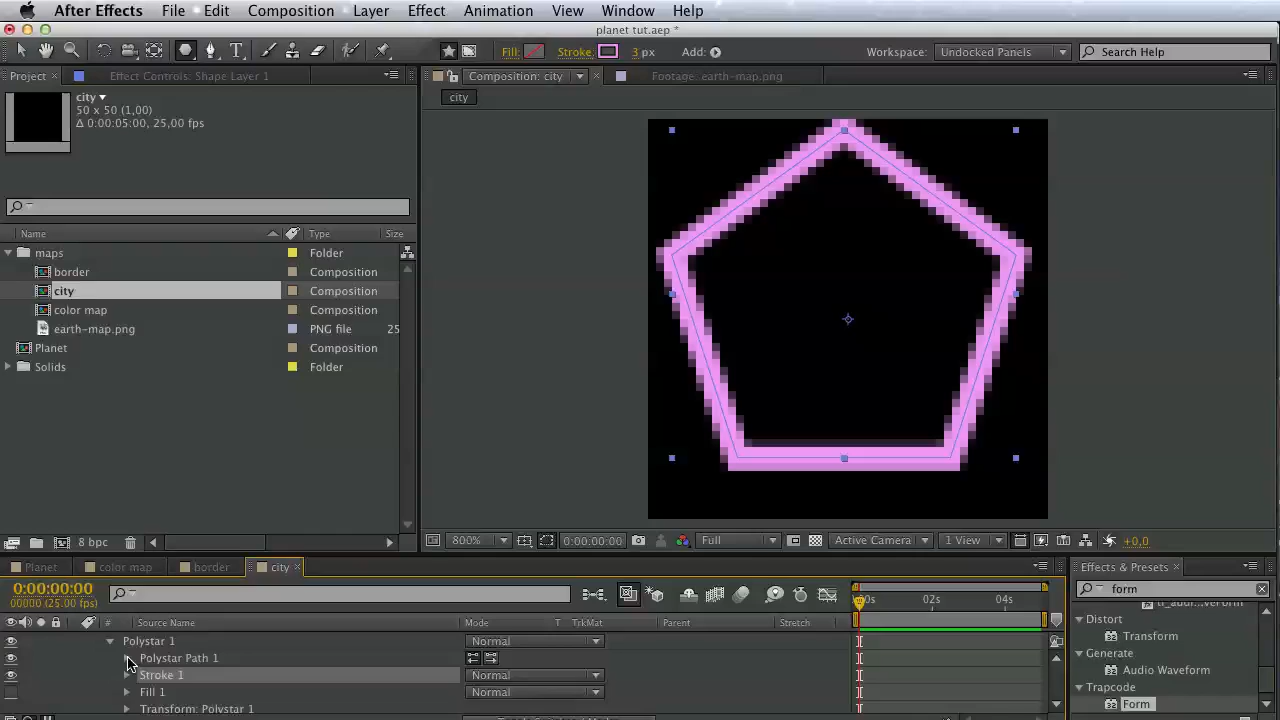 After Effects File Edit Composition Layer Effect Animation View Window Help
planet tut.aep *
Fill: Stroke: 3 px Add: Workspace: Undocked Panels Search Help
Project × Effect Controls: Shape Layer 1 Composition: city × Footage: earth-map.png
city
50 x 50 (1,00)
Δ 0:00:05:00, 25,00 fps
city
Name Type Size
maps Folder
border Composition
city Composition
color map Composition
earth-map.png PNG file 25
Planet Composition
Solids Folder
8 bpc 800% 0:00:00:00 Full Active Camera 1 View +0,0
Planet color map border city × Effects & Presets ×
0:00:00:00
00000 (25.00 fps)
form
02s 04s
Distort
Transform
Generate
Audio Waveform
Trapcode
Form
# Source Name Mode T TrkMat Parent Stretch
Polystar 1 Normal
Polystar Path 1
Stroke 1 Normal
Fill 1 Normal
Transform: Polystar 1